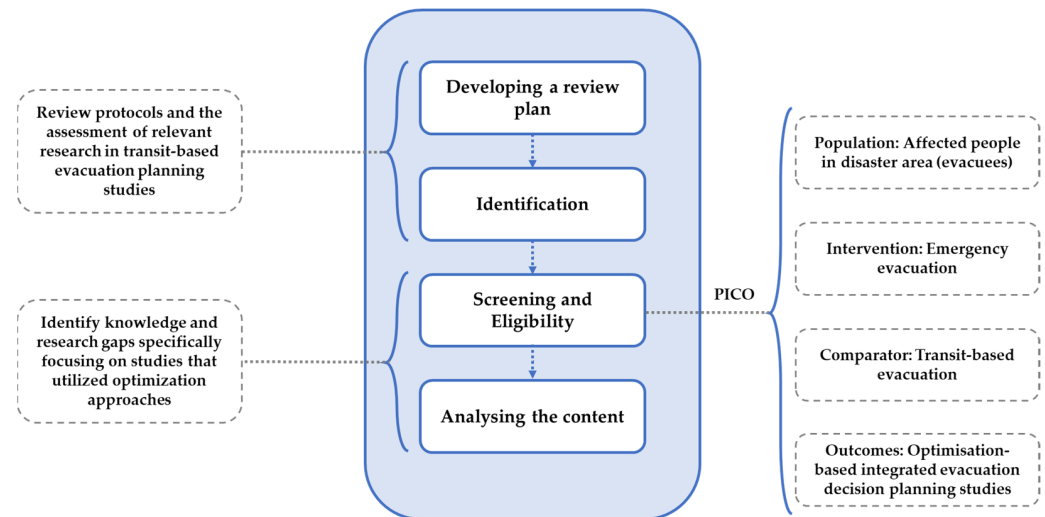 Review protocols and the
assessment of relevant
research in transit-based
evacuation planning
studies
Identify knowledge and
research gaps specifically
focusing on studies that
utilized optimization
approaches
Developing a review
plan
Identification
Screening and
Eligibility
Analysing the content
PICO
Population: Affected people
in disaster area (evacuees)
Intervention: Emergency
evacuation
Comparator: Transit-based
evacuation
Outcomes: Optimisation-
based integrated evacuation
decision planning studies